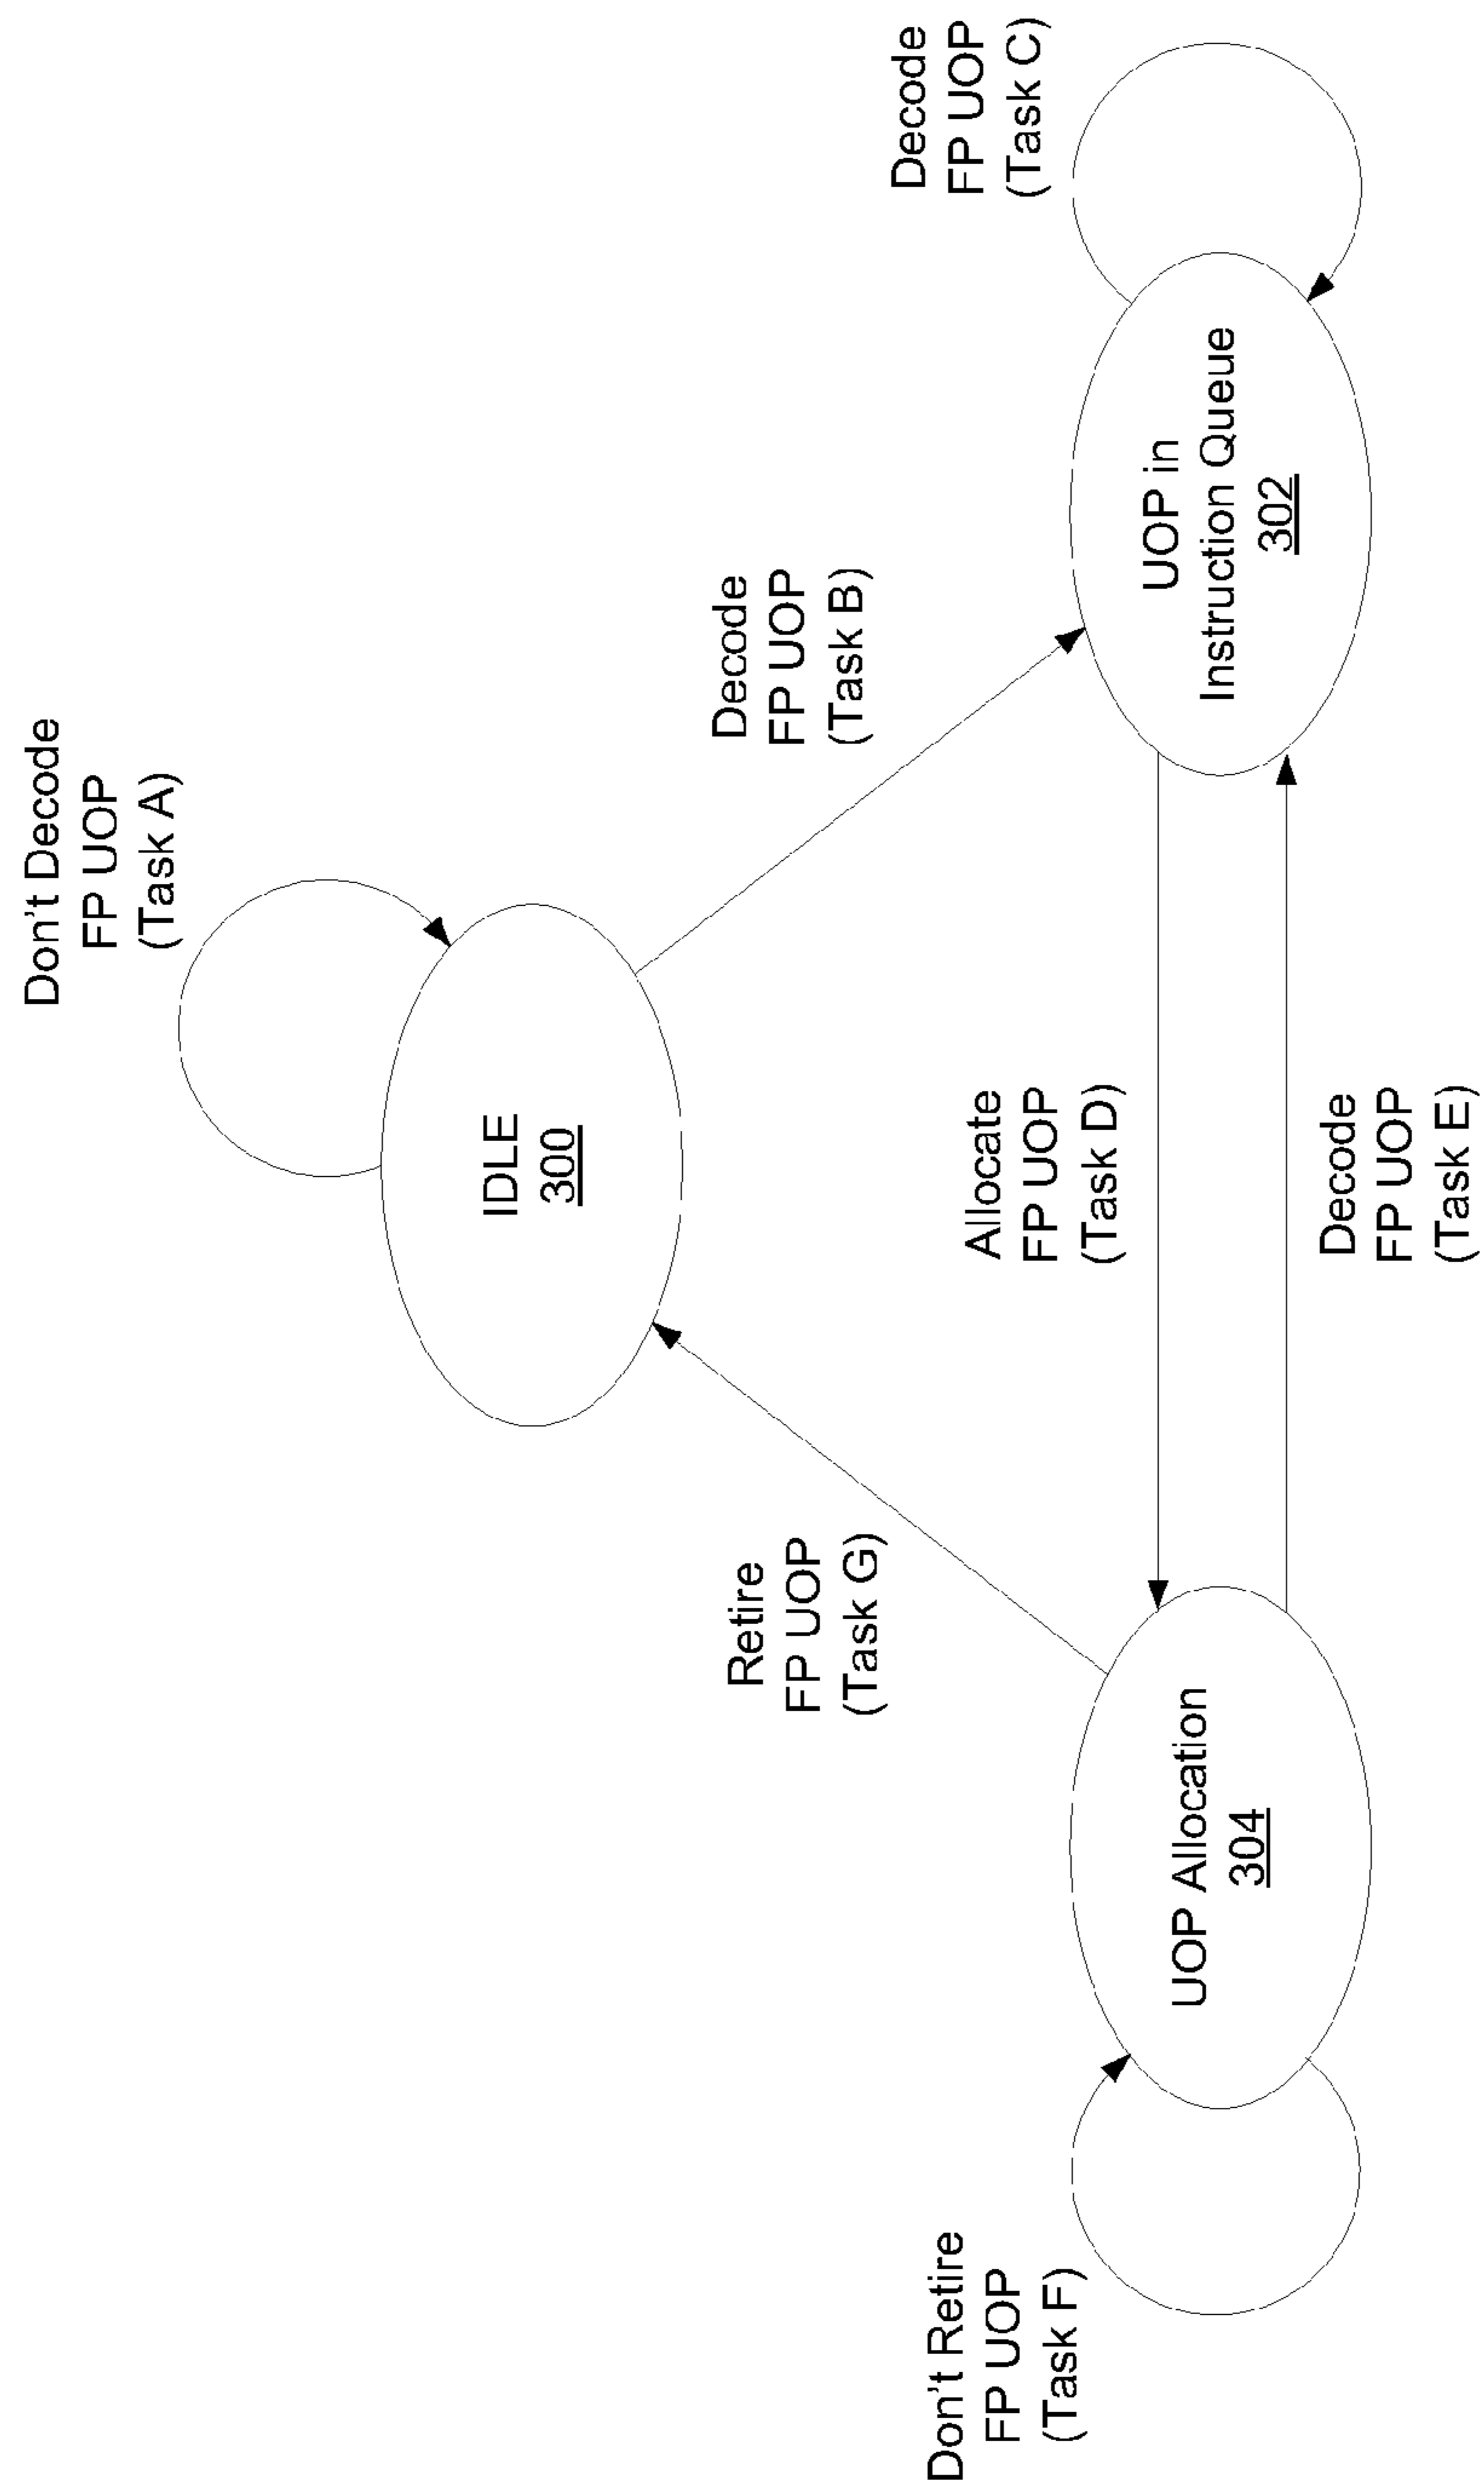 Don't Decode
FP UOP
(Task A)
IDLE
300
Decode
FP UOP
(Task B)
Retire
FP UOP
(Task G)
Decode
FP UOP
(Task C)
Allocate
FP UOP
(Task D)
Don't Retire
FP UOP
(Task F)
UOP Allocation
304
UOP in
Instruction Queue
302
Decode
FP UOP
(Task E)